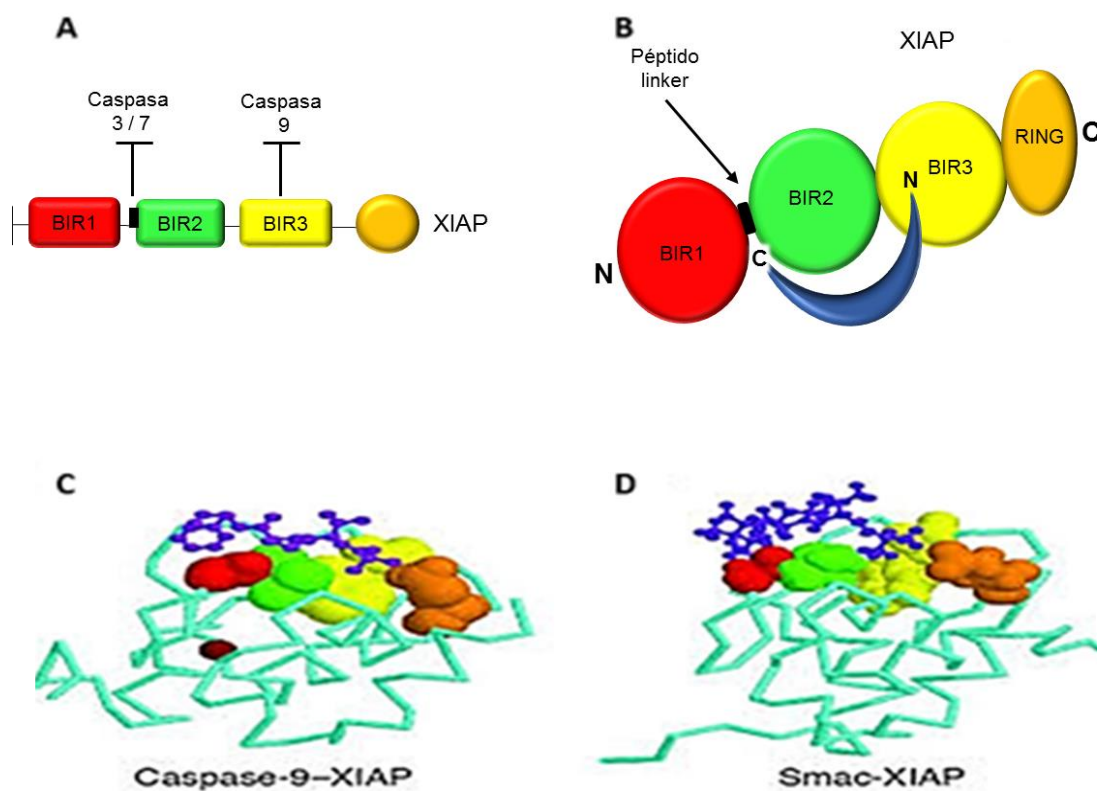 A
Caspasa
3 / 7
Caspasa
9
BIR1
BIR2
BIR3
XIAP
B
XIAP
Péptido
linker
N
BIR1
C
BIR2
N
BIR3
RING
C
C
Caspase-9–XIAP
D
Smac-XIAP